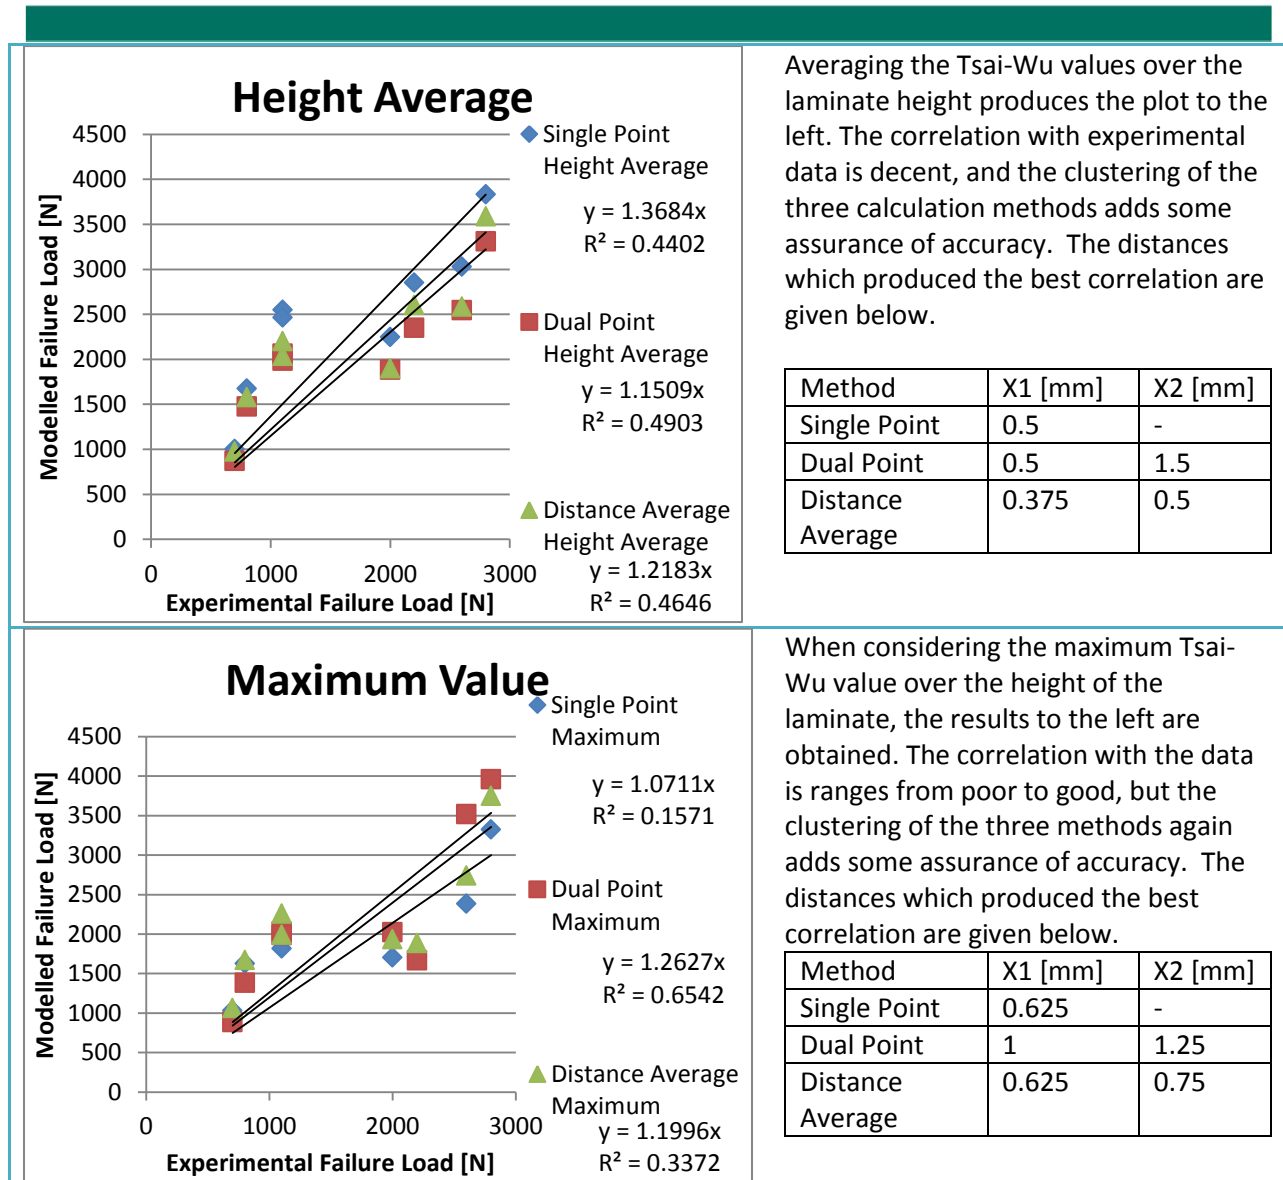 Height Average
4500
4000
3500
3000
2500
2000
1500
1000
500
0
0 1000 2000 3000
Modelled Failure Load [N]
Experimental Failure Load [N]
Single Point
Height Average
y = 1.3684x
R² = 0.4402
Dual Point
Height Average
y = 1.1509x
R² = 0.4903
Distance Average
Height Average
y = 1.2183x
R² = 0.4646
Averaging the Tsai-Wu values over the
laminate height produces the plot to the
left. The correlation with experimental
data is decent, and the clustering of the
three calculation methods adds some
assurance of accuracy. The distances
which produced the best correlation are
given below.
Method X1 [mm] X2 [mm]
Single Point 0.5 -
Dual Point 0.5 1.5
Distance 0.375 0.5
Average
Maximum Value
4500
4000
3500
3000
2500
2000
1500
1000
500
0
0 1000 2000 3000
Modelled Failure Load [N]
Experimental Failure Load [N]
Single Point
Maximum
y = 1.0711x
R² = 0.1571
Dual Point
Maximum
y = 1.2627x
R² = 0.6542
Distance Average
Maximum
y = 1.1996x
R² = 0.3372
When considering the maximum Tsai-
Wu value over the height of the
laminate, the results to the left are
obtained. The correlation with the data
is ranges from poor to good, but the
clustering of the three methods again
adds some assurance of accuracy. The
distances which produced the best
correlation are given below.
Method X1 [mm] X2 [mm]
Single Point 0.625 -
Dual Point 1 1.25
Distance 0.625 0.75
Average